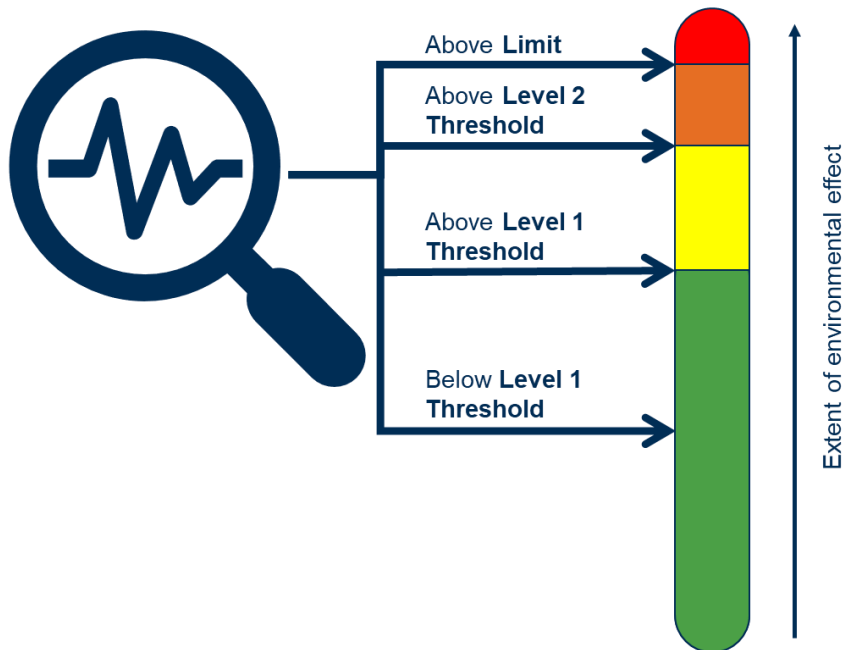 Above Limit
Above Level 2
Threshold
Above Level 1
Threshold
Below Level 1
Threshold
Extent of environmental effect